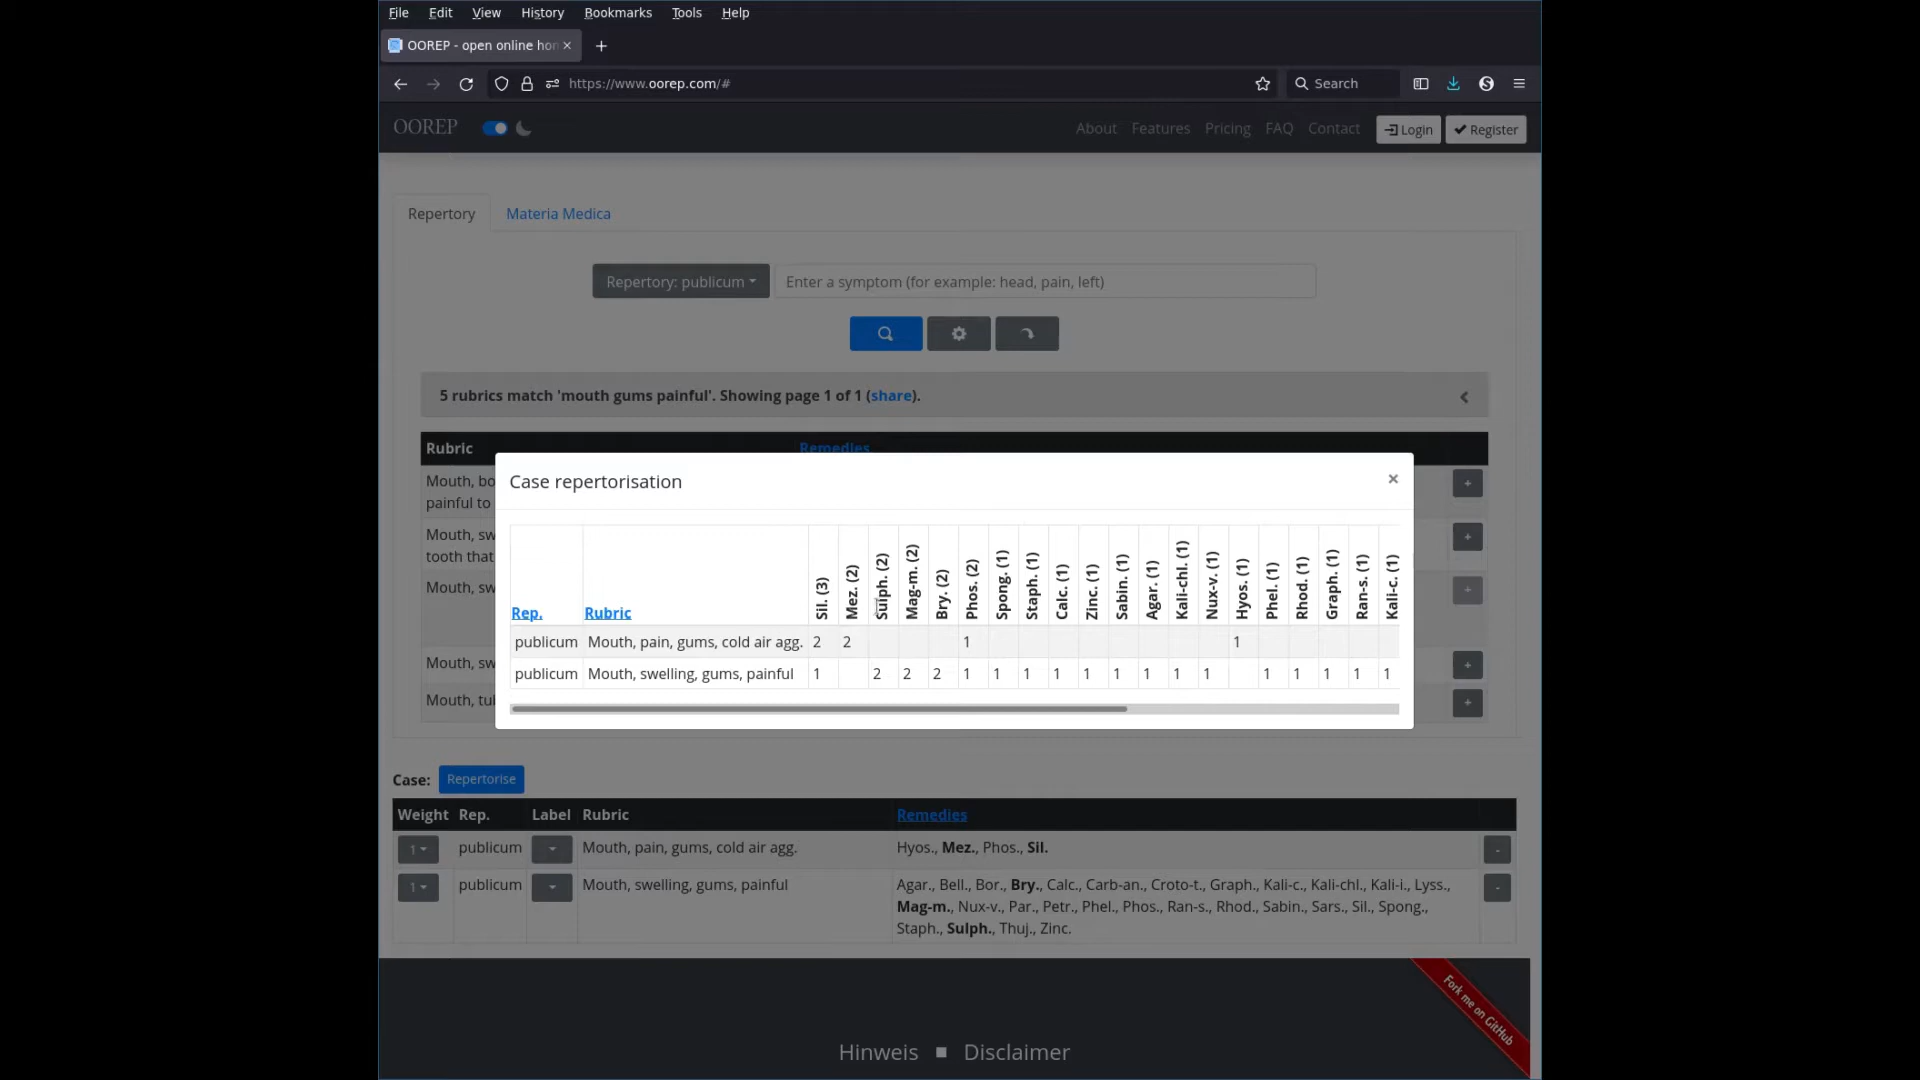 File Edit View History Bookmarks Tools Help
OOREP - open online hor
https://www.oorep.com/#
Search
OOREP
About Features Pricing FAQ Contact Login Register
Repertory Materia Medica
Repertory: publicum Enter a symptom (for example: head, pain, left)
5 rubrics match 'mouth gums painful'. Showing page 1 of 1 (share).
Rubric Remedies
Mouth, bo
painful to
Mouth, sw
tooth that
Mouth, sw
Mouth, sw
Mouth, tu
+
+
+
+
+
Case repertorisation ×
Rep. Rubric Sil. (3) Mez. (2) Sulph. (2) Mag-m. (2) Bry. (2) Phos. (2) Spong. (1) Staph. (1) Calc. (1) Zinc. (1) Sabin. (1) Agar. (1) Kali-chl. (1) Nux-v. (1) Hyos. (1) Phel. (1) Rhod. (1) Graph. (1) Ran-s. (1) Kali-c. (1)
publicum Mouth, pain, gums, cold air agg. 2 2 1 1
publicum Mouth, swelling, gums, painful 1 2 2 2 1 1 1 1 1 1 1 1 1 1 1 1 1 1
Case: Repertorise
Weight Rep. Label Rubric Remedies
1 publicum Mouth, pain, gums, cold air agg. Hyos., Mez., Phos., Sil. -
1 publicum Mouth, swelling, gums, painful Agar., Bell., Bor., Bry., Calc., Carb-an., Croto-t., Graph., Kali-c., Kali-chl., Kali-i., Lyss., -
Mag-m., Nux-v., Par., Petr., Phel., Phos., Ran-s., Rhod., Sabin., Sars., Sil., Spong.,
Staph., Sulph., Thuj., Zinc.
Fork me on GitHub
Hinweis ■ Disclaimer